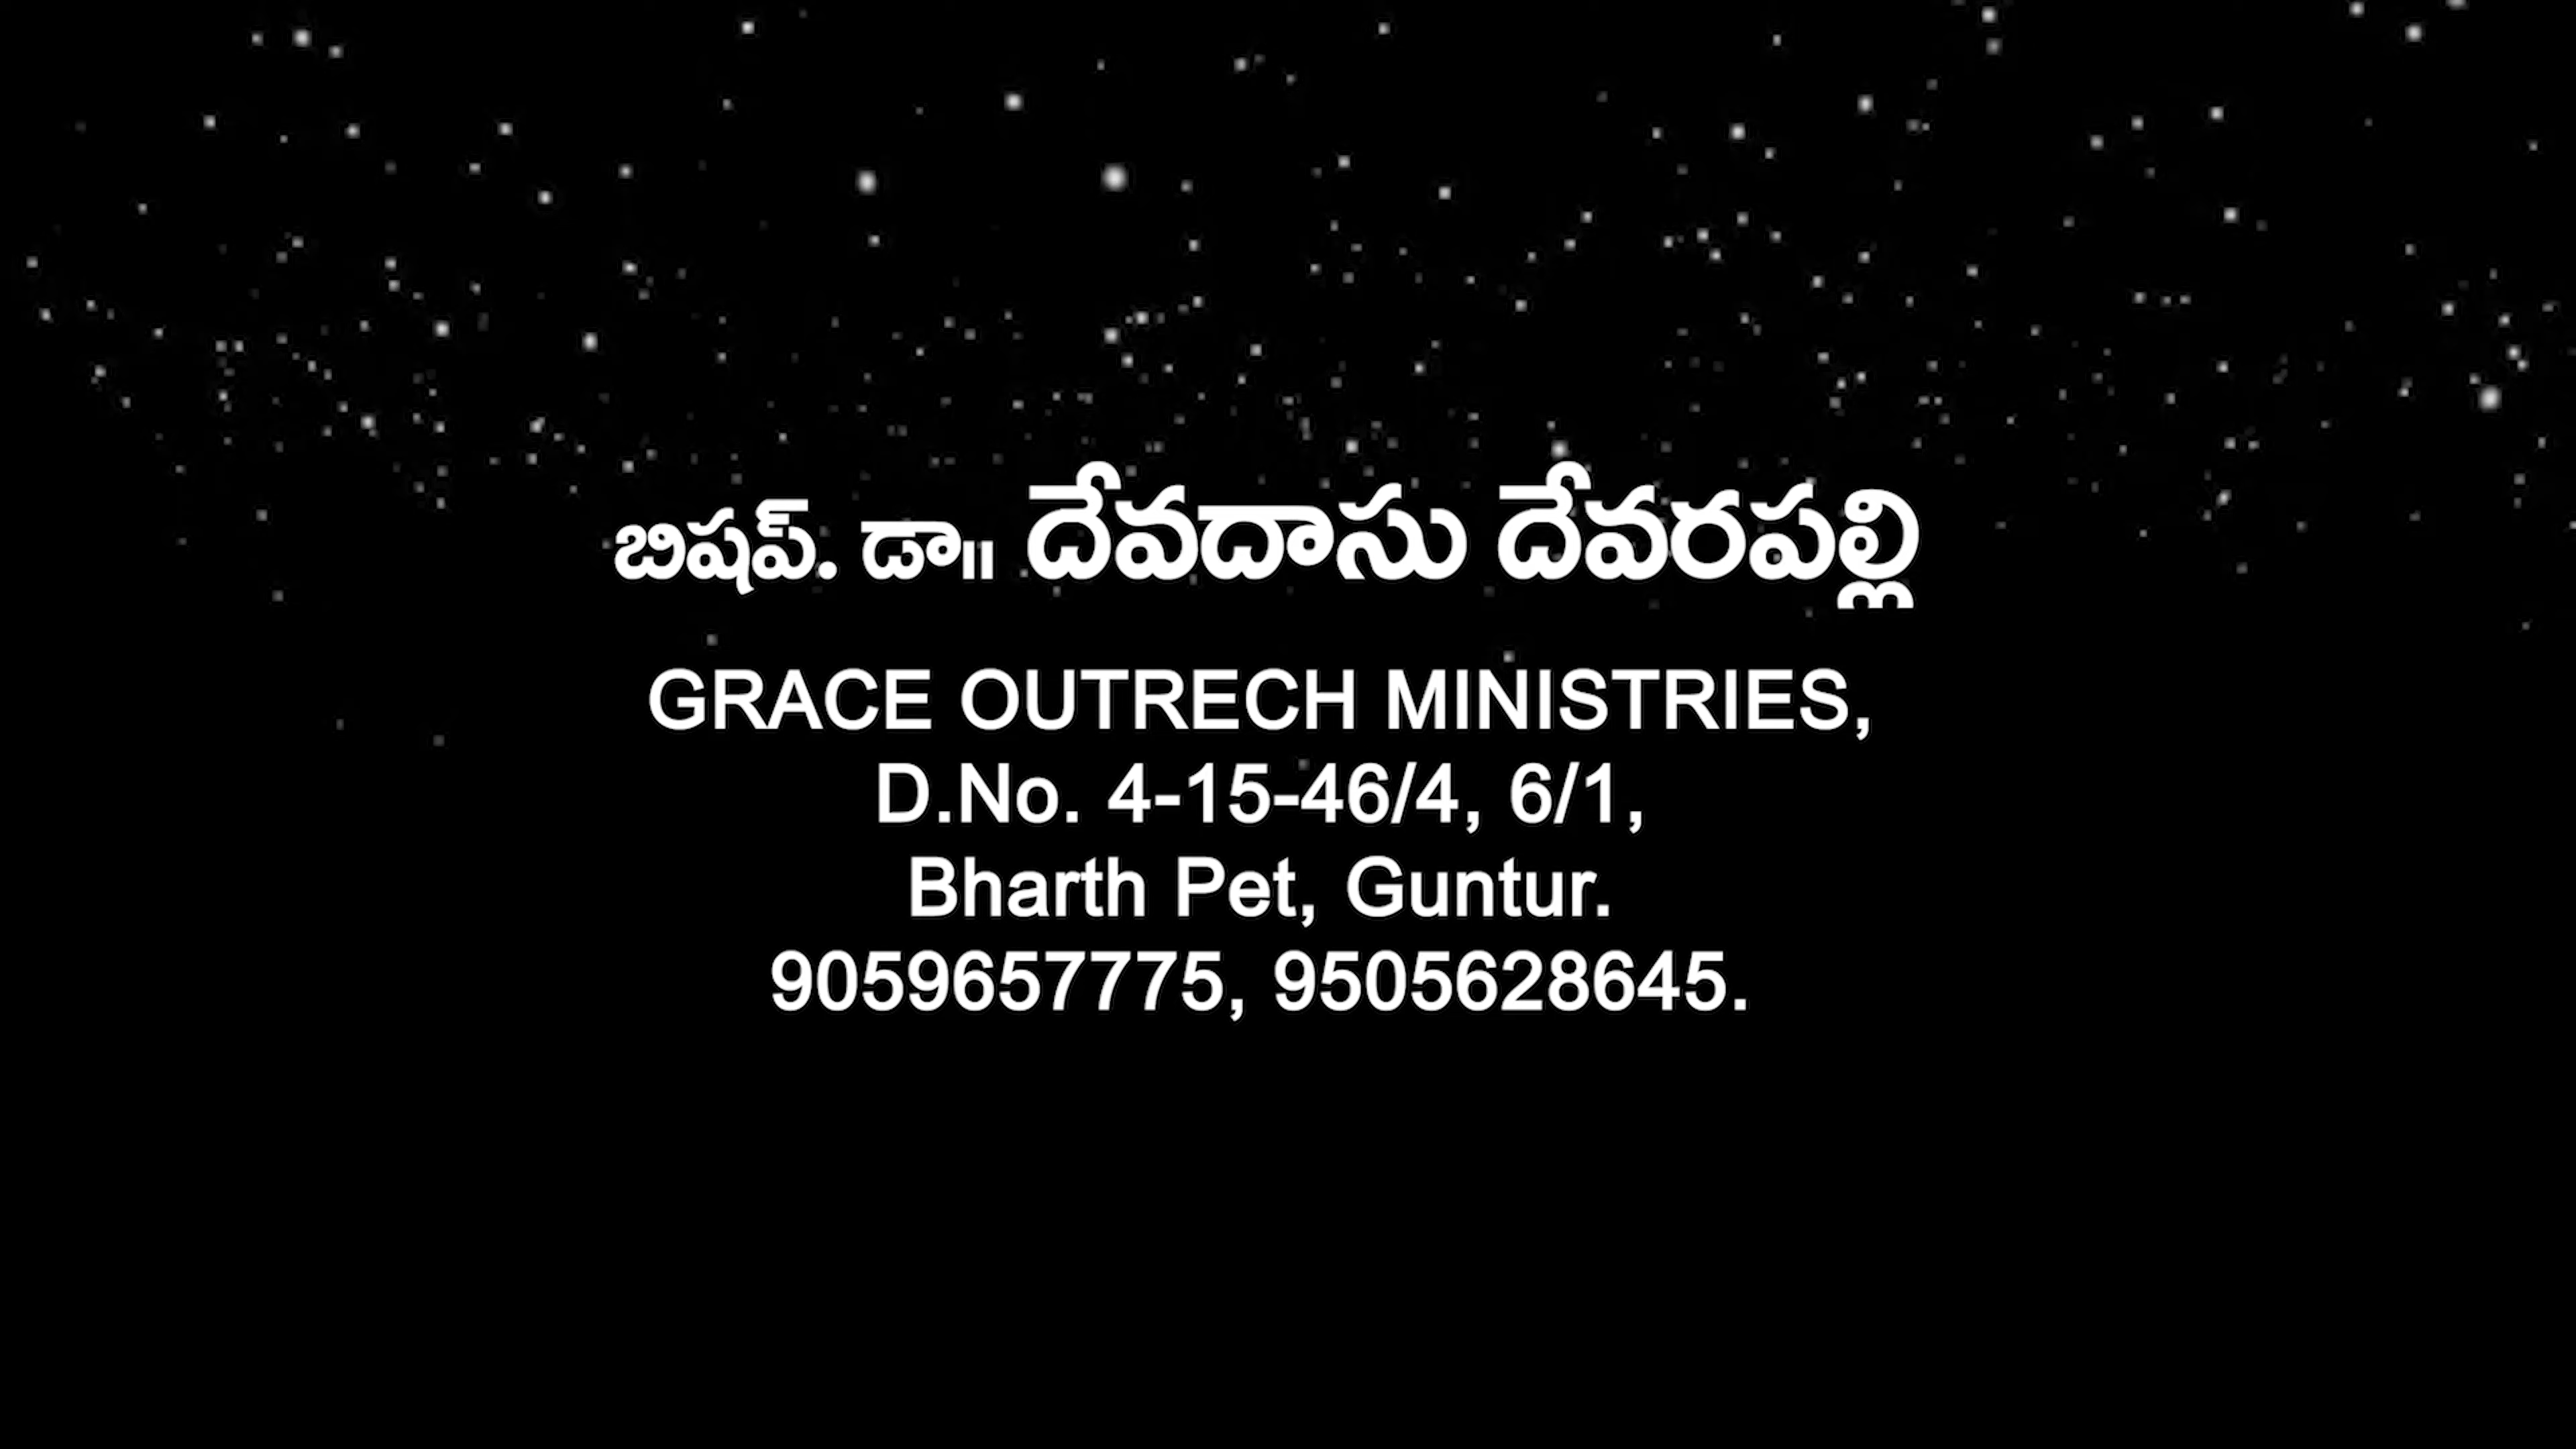 బిషప్. డా॥ దేవదాసు దేవరపల్లి
GRACE OUTRECH MINISTRIES,
D.No. 4-15-46/4, 6/1,
Bharth Pet, Guntur.
9059657775, 9505628645.